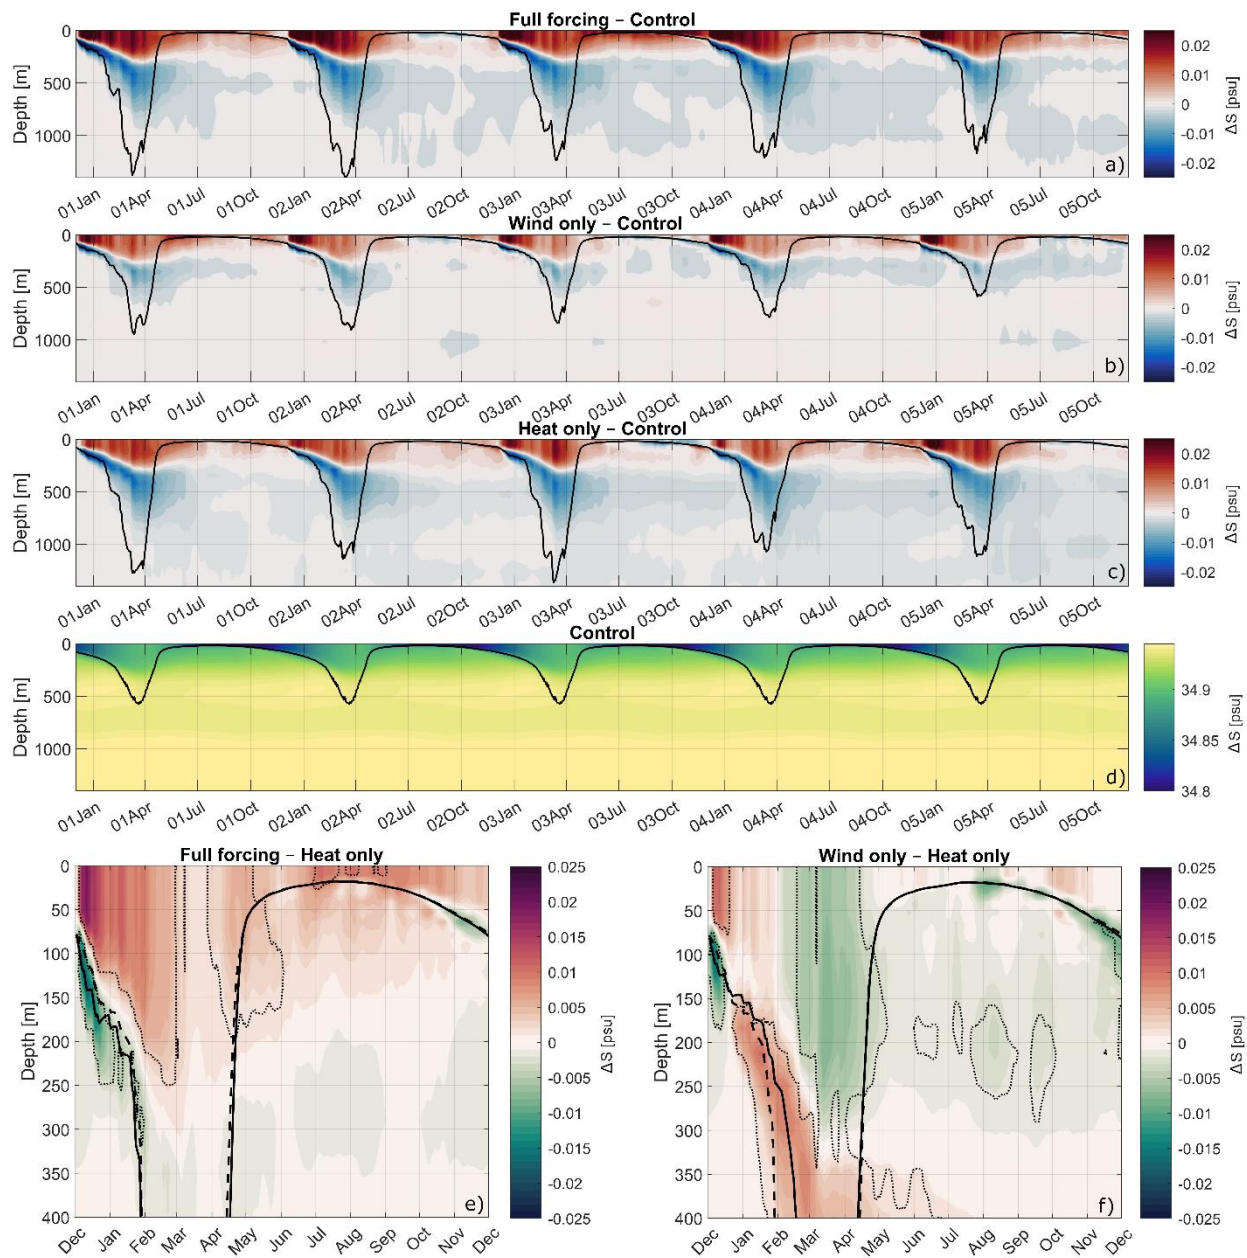 Full forcing – Control
0
500
1000
Depth [m]
a)
0.02
0.01
0
-0.01
-0.02
ΔS [psu]
01Jan 01Apr 01Jul 01Oct 02Jan 02Apr 02Jul 02Oct 03Jan 03Apr 03Jul 03Oct 04Jan 04Apr 04Jul 04Oct 05Jan 05Apr 05Jul 05Oct
Wind only – Control
0
500
1000
Depth [m]
b)
0.02
0.01
0
-0.01
-0.02
ΔS [psu]
01Jan 01Apr 01Jul 01Oct 02Jan 02Apr 02Jul 02Oct 03Jan 03Apr 03Jul 03Oct 04Jan 04Apr 04Jul 04Oct 05Jan 05Apr 05Jul 05Oct
Heat only – Control
0
500
1000
Depth [m]
c)
0.02
0.01
0
-0.01
-0.02
ΔS [psu]
01Jan 01Apr 01Jul 01Oct 02Jan 02Apr 02Jul 02Oct 03Jan 03Apr 03Jul 03Oct 04Jan 04Apr 04Jul 04Oct 05Jan 05Apr 05Jul 05Oct
Control
0
500
1000
Depth [m]
d)
34.9
34.85
34.8
ΔS [psu]
01Jan 01Apr 01Jul 01Oct 02Jan 02Apr 02Jul 02Oct 03Jan 03Apr 03Jul 03Oct 04Jan 04Apr 04Jul 04Oct 05Jan 05Apr 05Jul 05Oct
Full forcing – Heat only
0
50
100
150
200
250
300
350
400
Depth [m]
e)
Dec Jan Feb Mar Apr May Jun Jul Aug Sep Oct Nov Dec
0.025
0.02
0.015
0.01
0.005
0
-0.005
-0.01
-0.015
-0.02
-0.025
ΔS [psu]
Wind only – Heat only
0
50
100
150
200
250
300
350
400
Depth [m]
f)
Dec Jan Feb Mar Apr May Jun Jul Aug Sep Oct Nov Dec
0.025
0.02
0.015
0.01
0.005
0
-0.005
-0.01
-0.015
-0.02
-0.025
ΔS [psu]